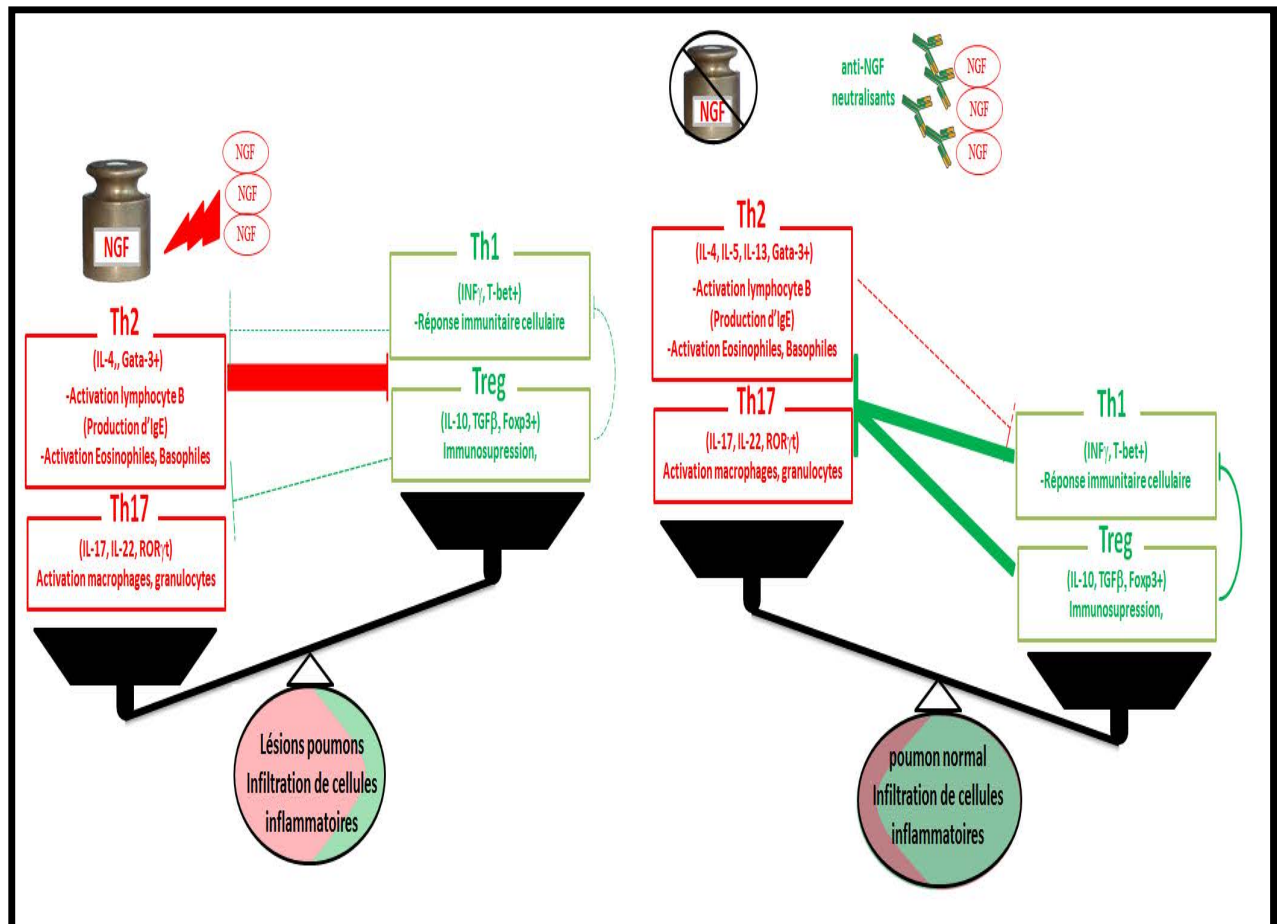 NGF
NGF
NGF
NGF
Th2
(IL-4,, Gata-3+)
-Activation lymphocyte B
(Production d'IgE)
-Activation Eosinophiles, Basophiles
Th17
(IL-17, IL-22, RORγt)
Activation macrophages, granulocytes
Th1
(INFγ, T-bet+)
-Réponse immunitaire cellulaire
Treg
(IL-10, TGFβ, Foxp3+)
Immunosupression,
Lésions poumons
Infiltration de cellules
inflammatoires
NGF
anti-NGF
neutralisants
NGF
NGF
NGF
Th2
(IL-4, IL-5, IL-13, Gata-3+)
-Activation lymphocyte B
(Production d'IgE)
-Activation Eosinophiles, Basophiles
Th17
(IL-17, IL-22, RORγt)
Activation macrophages, granulocytes
Th1
(INFγ, T-bet+)
-Réponse immunitaire cellulaire
Treg
(IL-10, TGFβ, Foxp3+)
Immunosupression,
poumon normal
Infiltration de cellules
inflammatoires